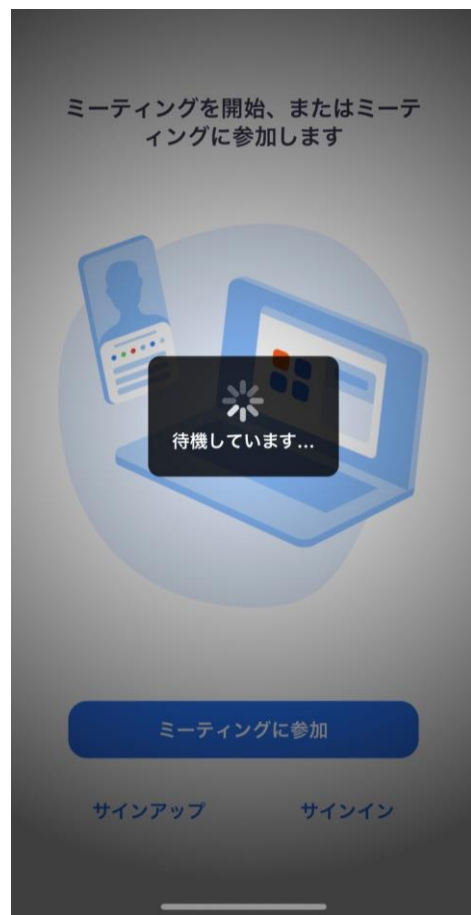 ミーティングを開始、またはミーテ
ィングに参加します
待機しています...
ミーティングに参加
サインアップ
サインイン